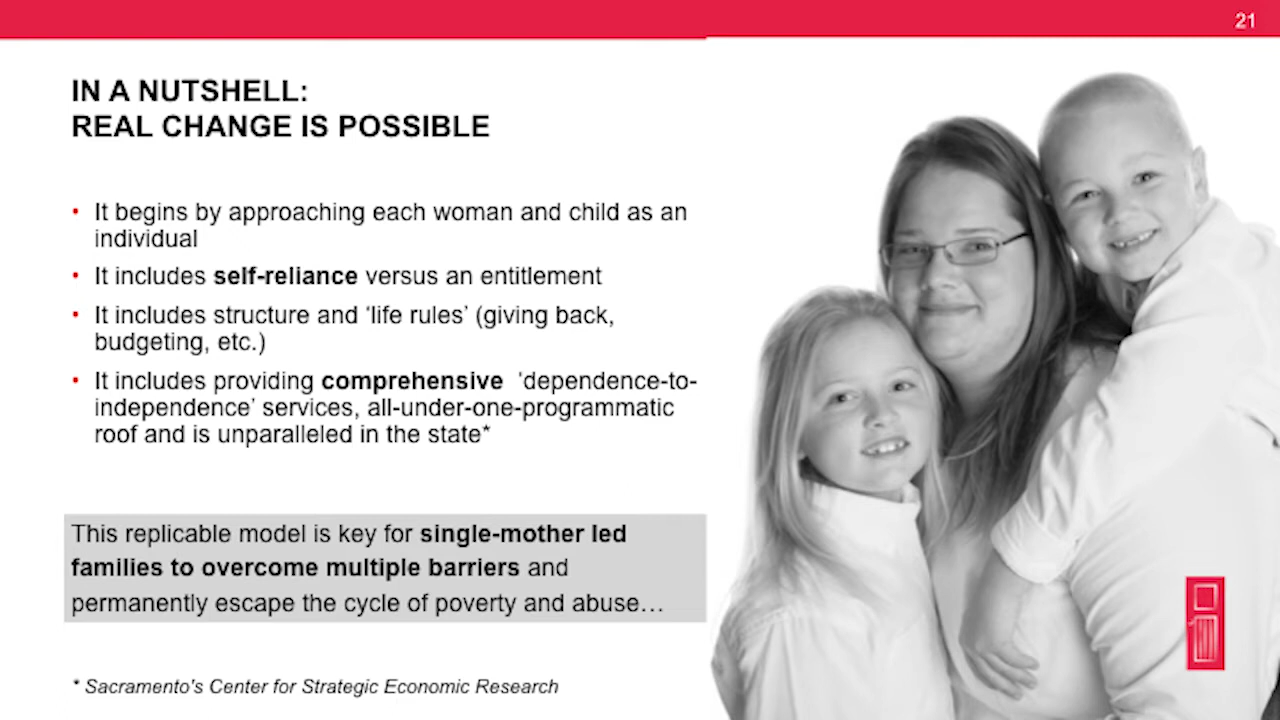 21
IN A NUTSHELL:
REAL CHANGE IS POSSIBLE
• It begins by approaching each woman and child as an
individual
• It includes self-reliance versus an entitlement
• It includes structure and ‘life rules’ (giving back,
budgeting, etc.)
• It includes providing comprehensive ‘dependence-to-
independence’ services, all-under-one-programmatic
roof and is unparalleled in the state*
This replicable model is key for single-mother led
families to overcome multiple barriers and
permanently escape the cycle of poverty and abuse…
* Sacramento's Center for Strategic Economic Research